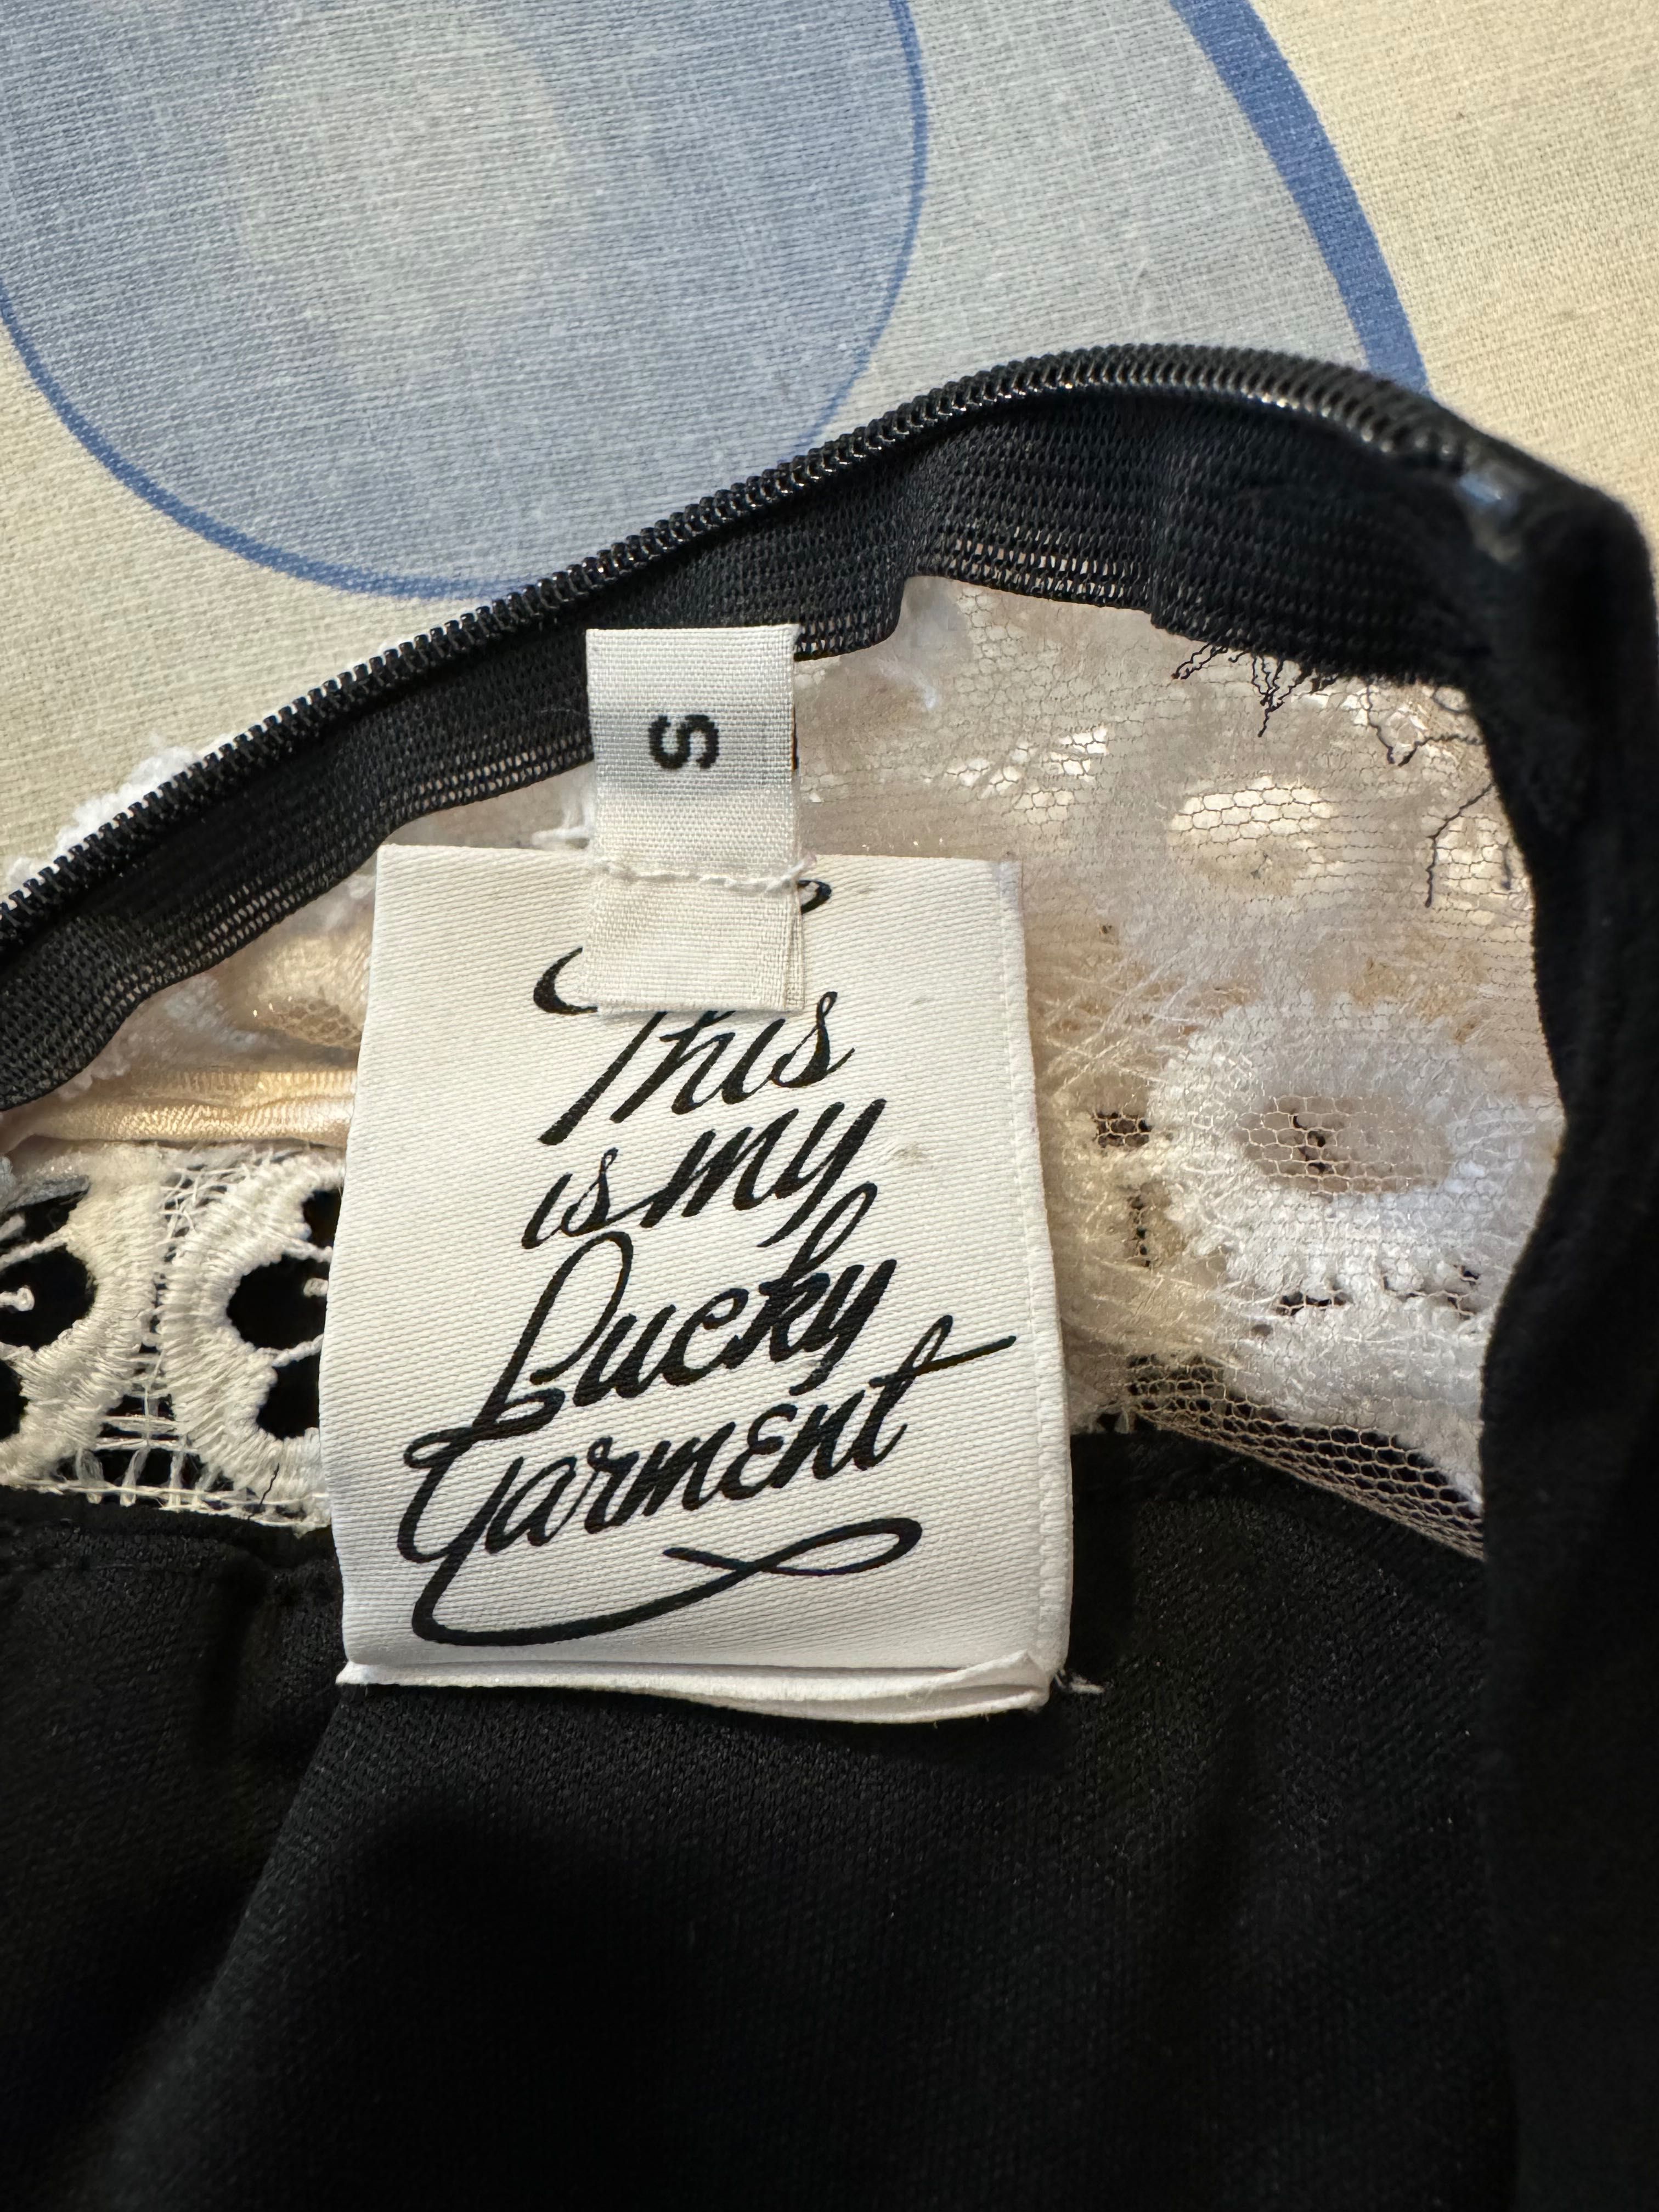 S
This
is my
Lucky
Garment